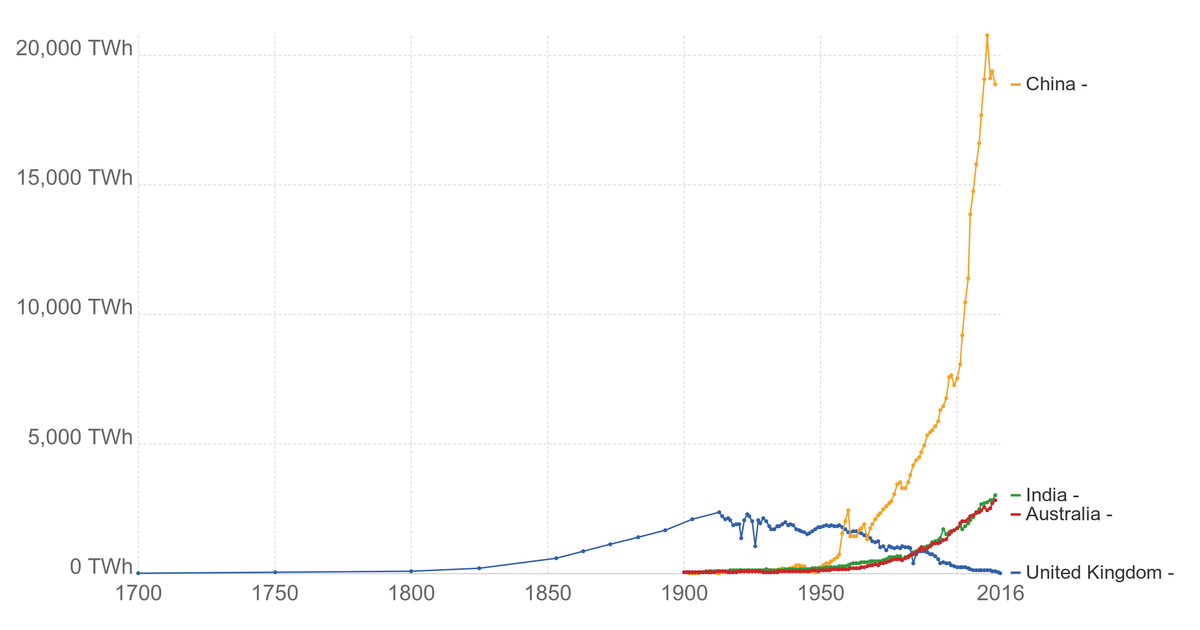 20,000 TWh
15,000 TWh
10,000 TWh
5,000 TWh
0 TWh
1700 1750 1800 1850 1900 1950 2016
China -
India -
Australia -
United Kingdom -